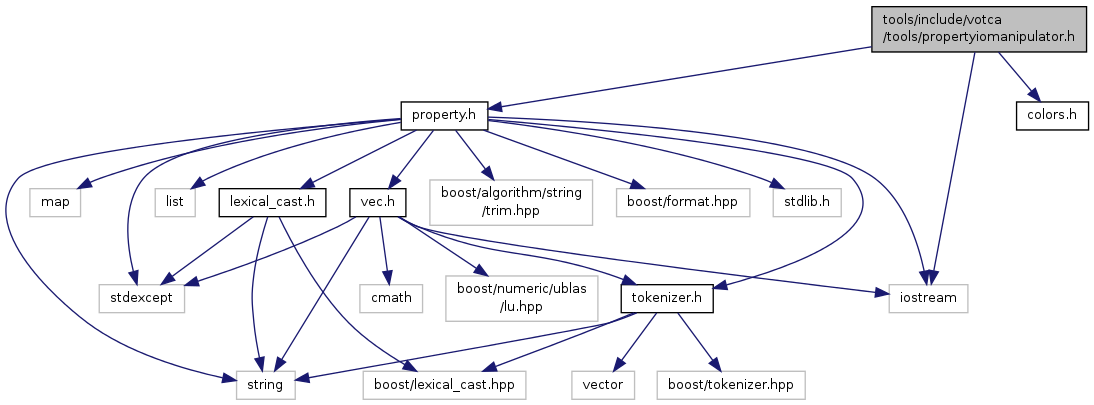 tools/include/votca
/tools/propertyiomanipulator.h
property.h
colors.h
map
list
lexical_cast.h
vec.h
boost/algorithm/string
/trim.hpp
boost/format.hpp
stdlib.h
stdexcept
cmath
boost/numeric/ublas
/lu.hpp
tokenizer.h
iostream
string
boost/lexical_cast.hpp
vector
boost/tokenizer.hpp